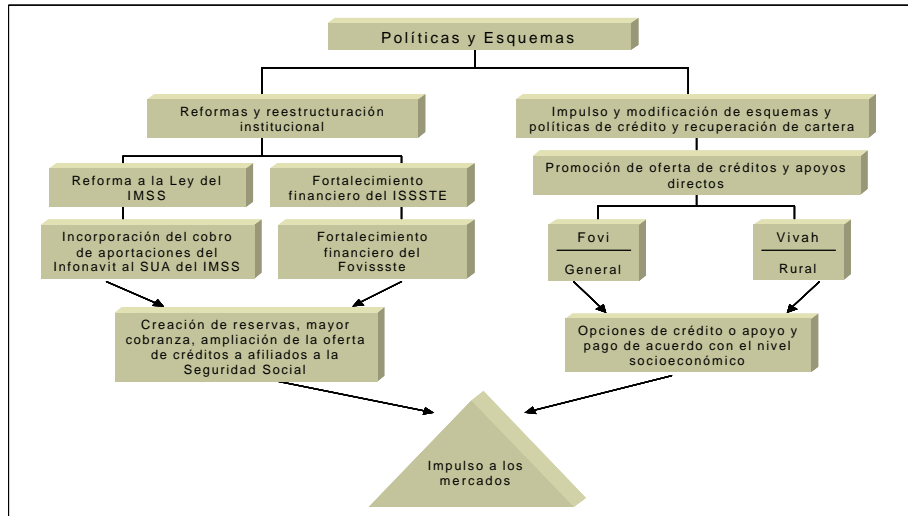 Políticas y Esquemas
Reformas y reestructuración
institucional
Impulso y modificación de esquemas y
políticas de crédito y recuperación de cartera
Reforma a la Ley del
IMSS
Fortalecimiento
financiero del ISSSTE
Promoción de oferta de créditos y apoyos
directos
Incorporación del cobro
de aportaciones del
Infonavit al SUA del IMSS
Fortalecimiento
financiero del
Fovissste
Fovi
General
Vivah
Rural
Creación de reservas, mayor
cobranza, ampliación de la oferta
de créditos a afiliados a la
Seguridad Social
Opciones de crédito o apoyo y
pago de acuerdo con el nivel
socioeconómico
Impulso a los
mercados